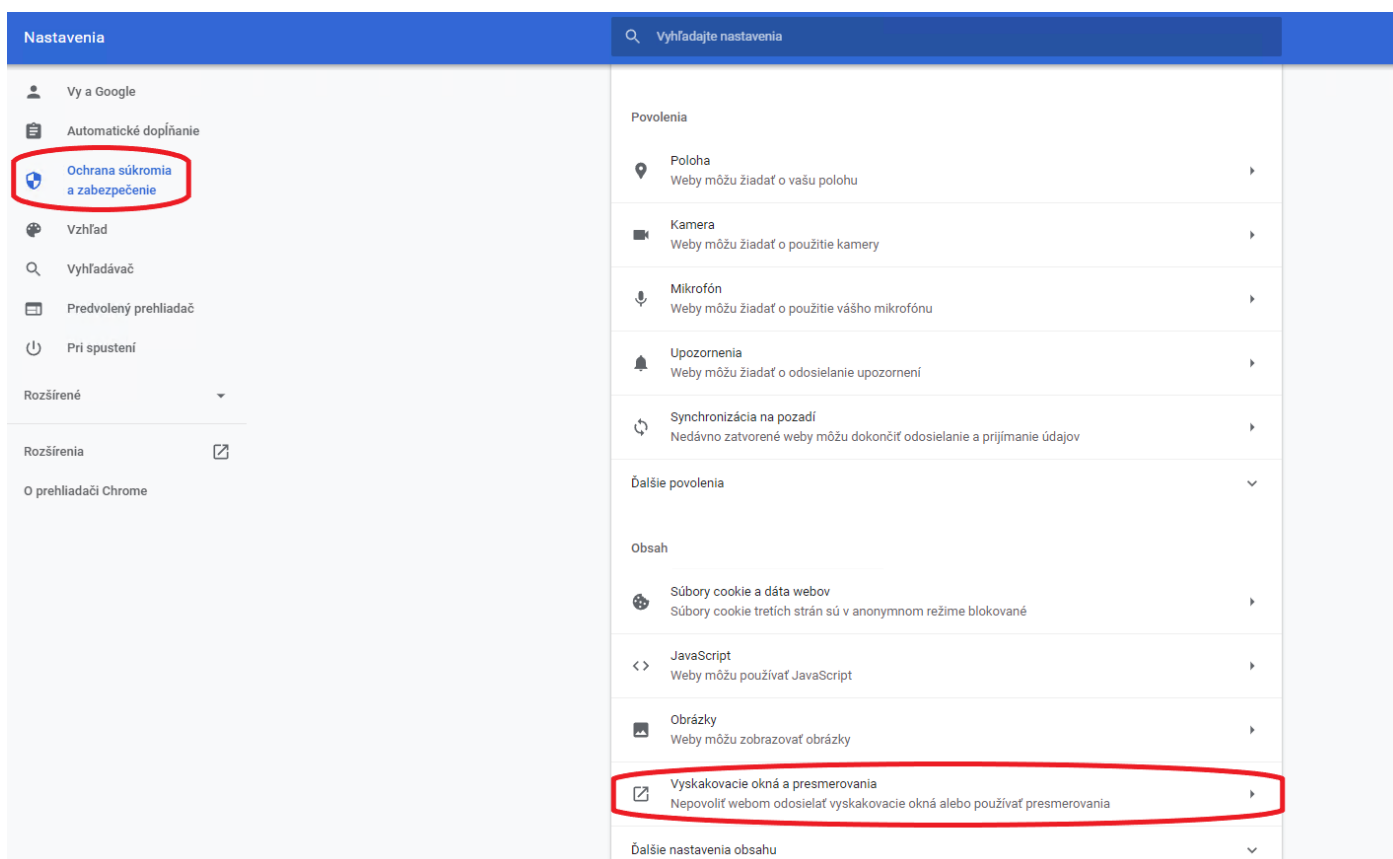 Nastavenia
Vyhľadajte nastavenia
Vy a Google
Automatické dopĺňanie
Ochrana súkromia
a zabezpečenie
Vzhľad
Vyhľadávač
Predvolený prehliadač
Pri spustení
Rozšírené
Rozšírenia
O prehliadači Chrome
Povolenia
Poloha
Weby môžu žiadať o vašu polohu
Kamera
Weby môžu žiadať o použitie kamery
Mikrofón
Weby môžu žiadať o použitie vášho mikrofónu
Upozornenia
Weby môžu žiadať o odosielanie upozornení
Synchronizácia na pozadí
Nedávno zatvorené weby môžu dokončiť odosielanie a prijímanie údajov
Ďalšie povolenia
Obsah
Súbory cookie a dáta webov
Súbory cookie tretích strán sú v anonymnom režime blokované
JavaScript
Weby môžu používať JavaScript
Obrázky
Weby môžu zobrazovať obrázky
Vyskakovacie okná a presmerovania
Nepovoliť webom odosielať vyskakovacie okná alebo používať presmerovania
Ďalšie nastavenia obsahu